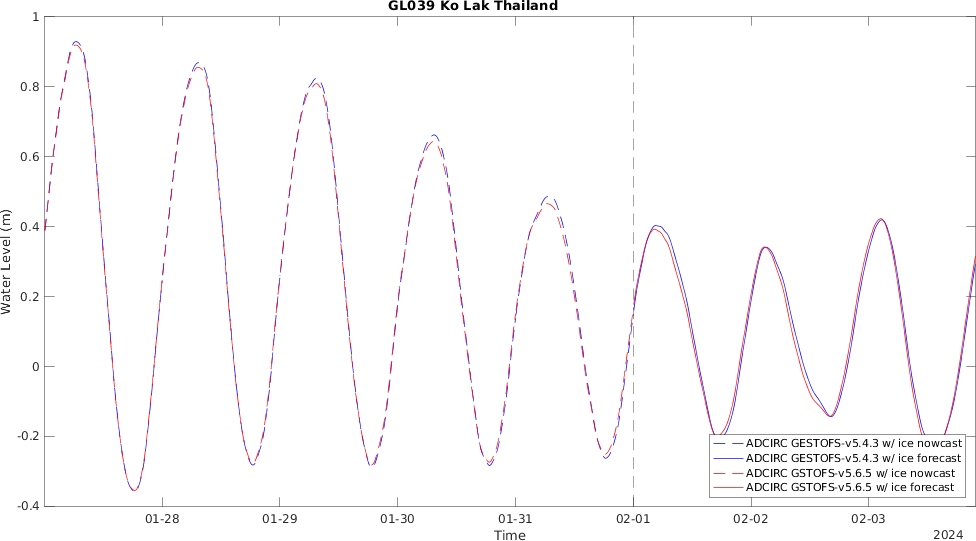 GL039 Ko Lak Thailand
1
0.8
0.6
0.4
0.2
0
-0.2
-0.4
Water Level (m)
01-28 01-29 01-30 01-31 02-01 02-02 02-03
Time
2024
ADCIRC GESTOFS-v5.4.3 w/ ice nowcast
ADCIRC GESTOFS-v5.4.3 w/ ice forecast
ADCIRC GSTOFS-v5.6.5 w/ ice nowcast
ADCIRC GSTOFS-v5.6.5 w/ ice forecast